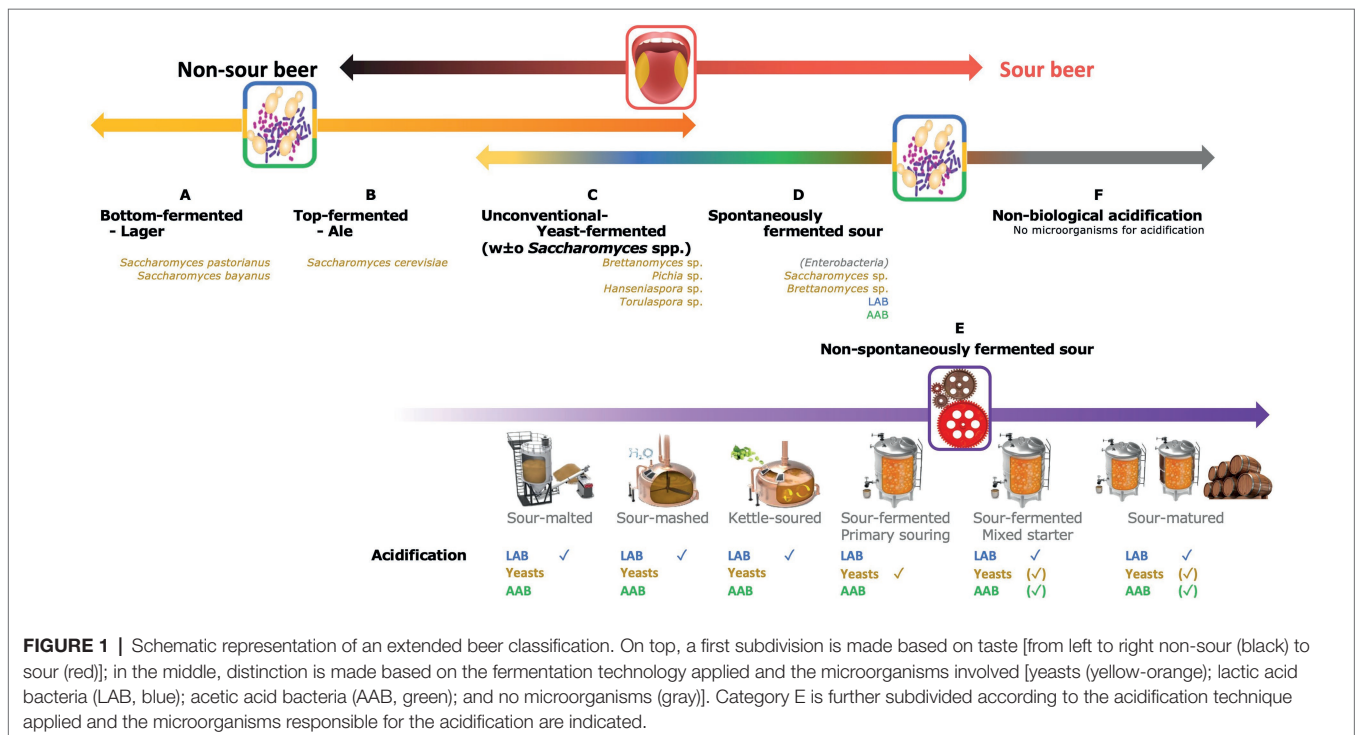 Non-sour beer
Sour beer
A
Bottom-fermented
- Lager
Saccharomyces pastorianus
Saccharomyces bayanus
B
Top-fermented
- Ale
Saccharomyces cerevisiae
C
Unconventional-
Yeast-fermented
(w±o Saccharomyces spp.)
Brettanomyces sp.
Pichia sp.
Hanseniaspora sp.
Torulaspora sp.
D
Spontaneously
fermented sour
(Enterobacteria)
Saccharomyces sp.
Brettanomyces sp.
LAB
AAB
F
Non-biological acidification
No microorganisms for acidification
E
Non-spontaneously fermented sour
H₂O
Sour-malted
Sour-mashed
Kettle-soured
Sour-fermented
Primary souring
Sour-fermented
Mixed starter
Sour-matured
Acidification
LAB ✓ LAB ✓ LAB ✓ LAB LAB ✓ LAB ✓
Yeasts Yeasts Yeasts Yeasts ✓ Yeasts (✓) Yeasts (✓)
AAB AAB AAB AAB AAB (✓) AAB (✓)
FIGURE 1 | Schematic representation of an extended beer classification. On top, a first subdivision is made based on taste [from left to right non-sour (black) to
sour (red)]; in the middle, distinction is made based on the fermentation technology applied and the microorganisms involved [yeasts (yellow-orange); lactic acid
bacteria (LAB, blue); acetic acid bacteria (AAB, green); and no microorganisms (gray)]. Category E is further subdivided according to the acidification technique
applied and the microorganisms responsible for the acidification are indicated.